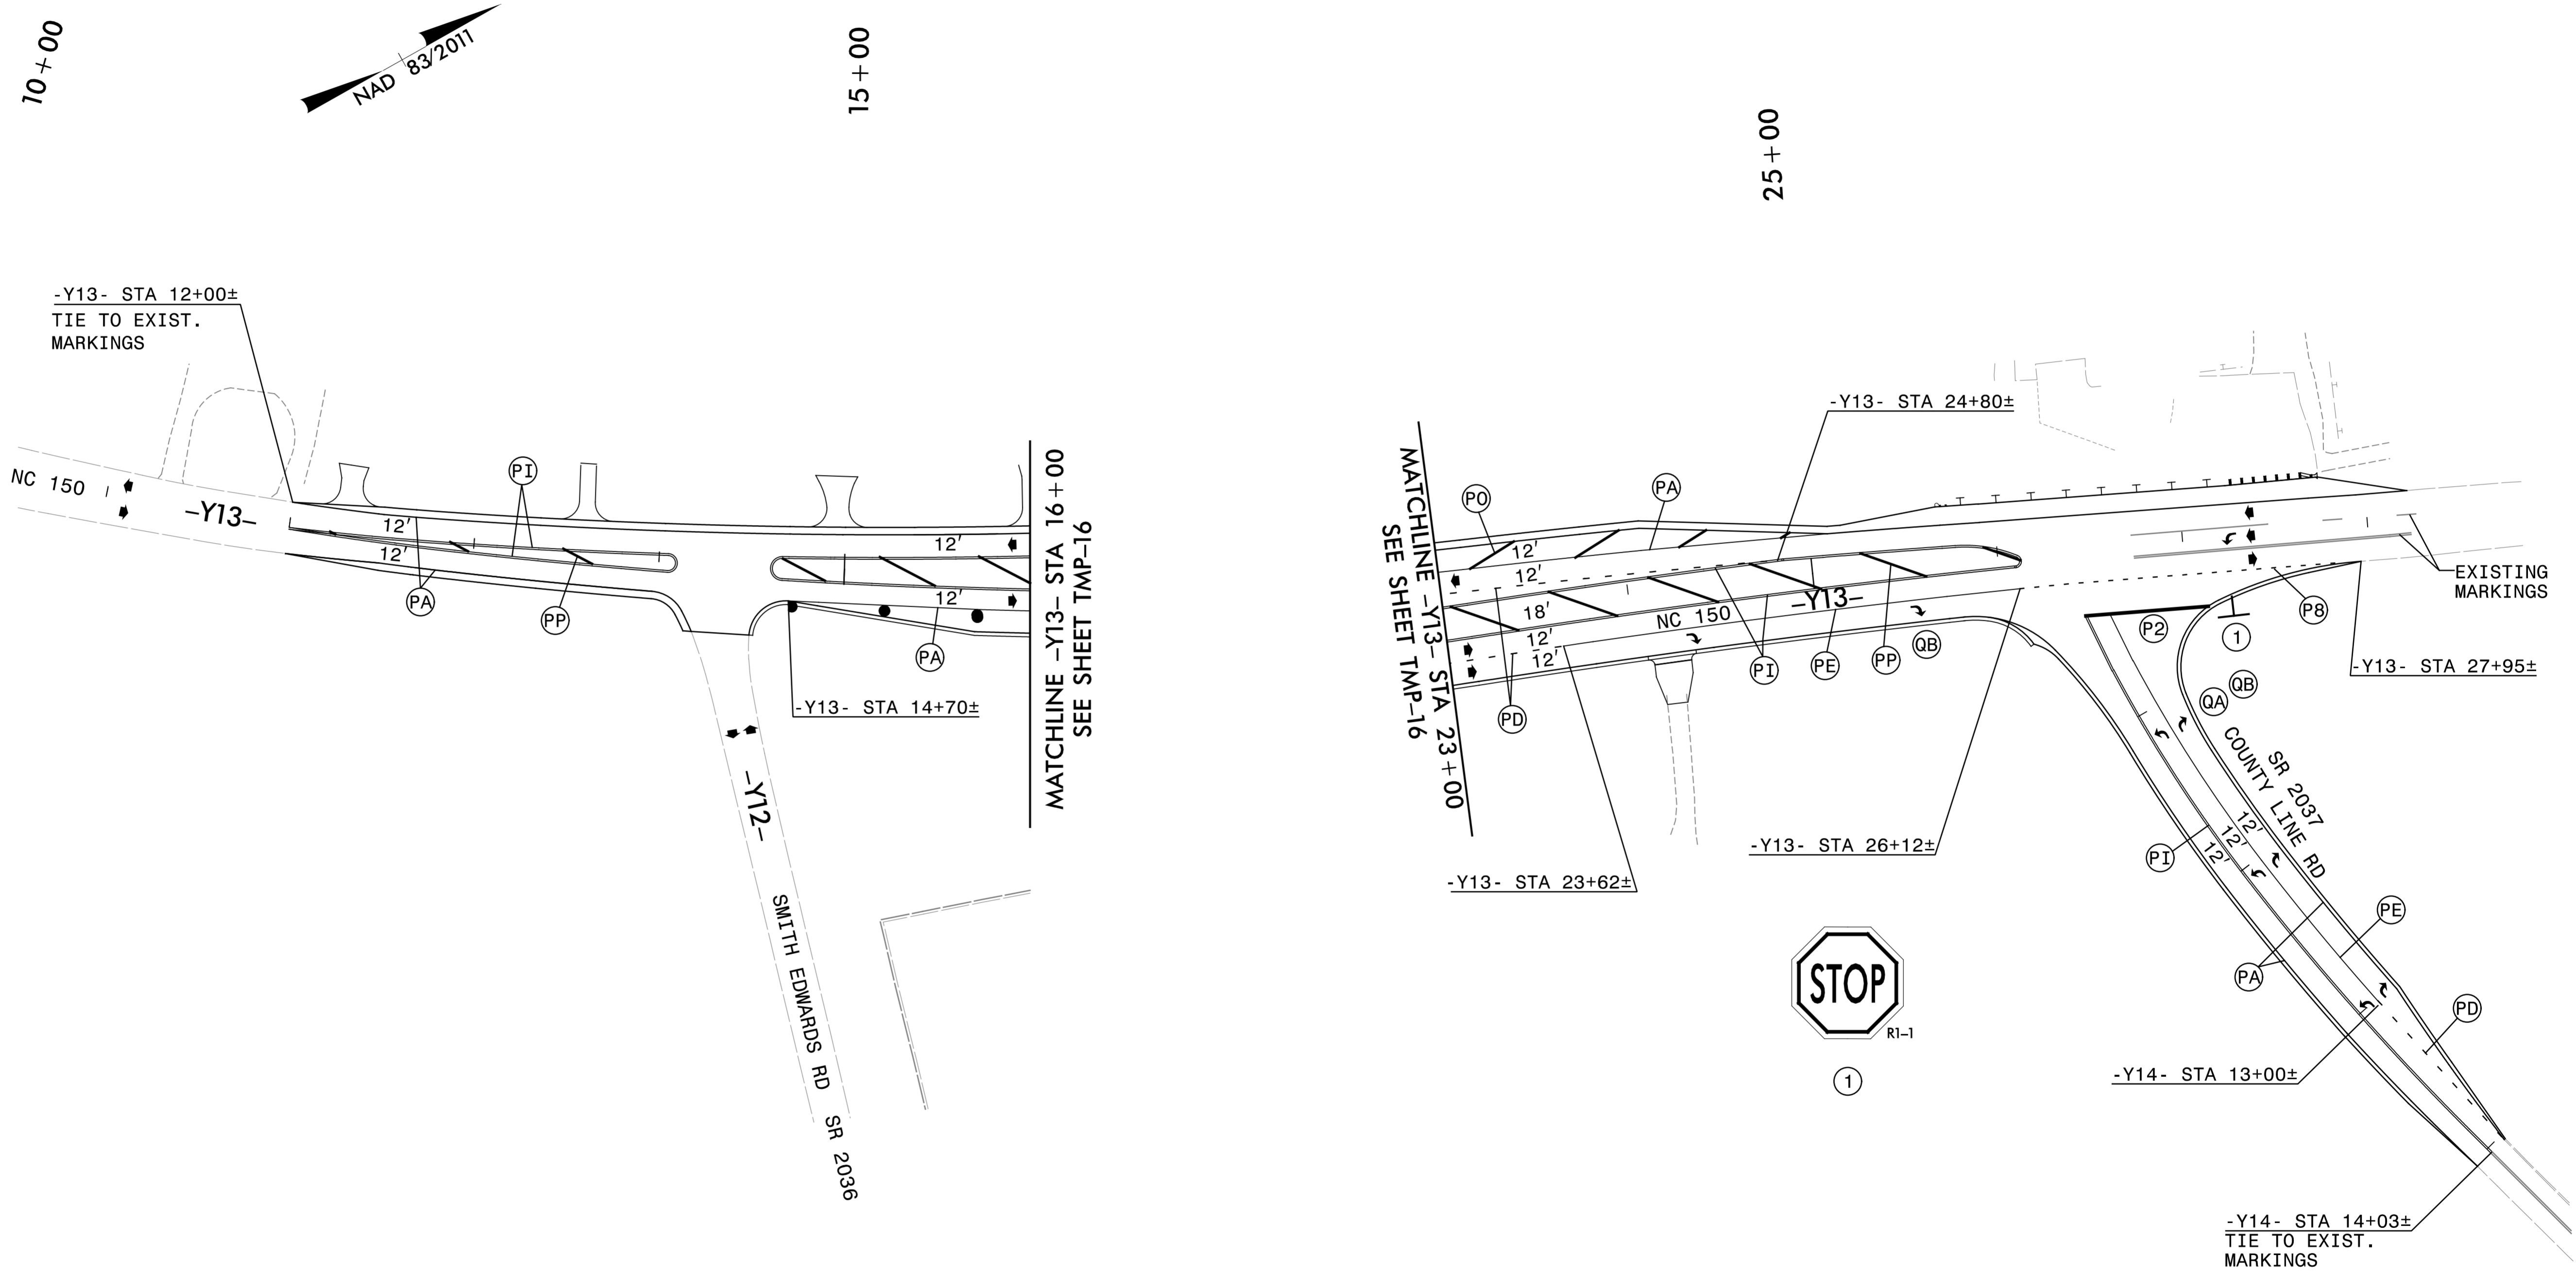 10+00
NAD 83/2011
15+00
25+00
-Y13- STA 12+00±
TIE TO EXIST.
MARKINGS
NC 150
-Y13-
12'
12'
PI
PA
PP
12'
12'
PA
-Y13- STA 14+70±
MATCHLINE -Y13- STA 16+00
SEE SHEET TMP-16
-Y12-
SMITH EDWARDS RD SR 2036
MATCHLINE -Y13- STA 23+00
SEE SHEET TMP-16
-Y13- STA 24+80±
PO
PA
12'
12'
18'
12'
12'
NC 150
-Y13-
PD
PI
PE
PP
QB
-Y13- STA 23+62±
-Y13- STA 26+12±
EXISTING
MARKINGS
P2
1
P8
-Y13- STA 27+95±
QA
QB
SR 2037
COUNTY LINE RD
12'
12'
12'
PI
PE
PA
PD
-Y14- STA 13+00±
STOP
R1-1
1
-Y14- STA 14+03±
TIE TO EXIST.
MARKINGS